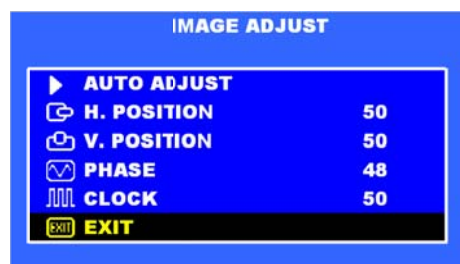 IMAGE ADJUST
AUTO ADJUST
H. POSITION 50
V. POSITION 50
PHASE 48
CLOCK 50
EXIT EXIT